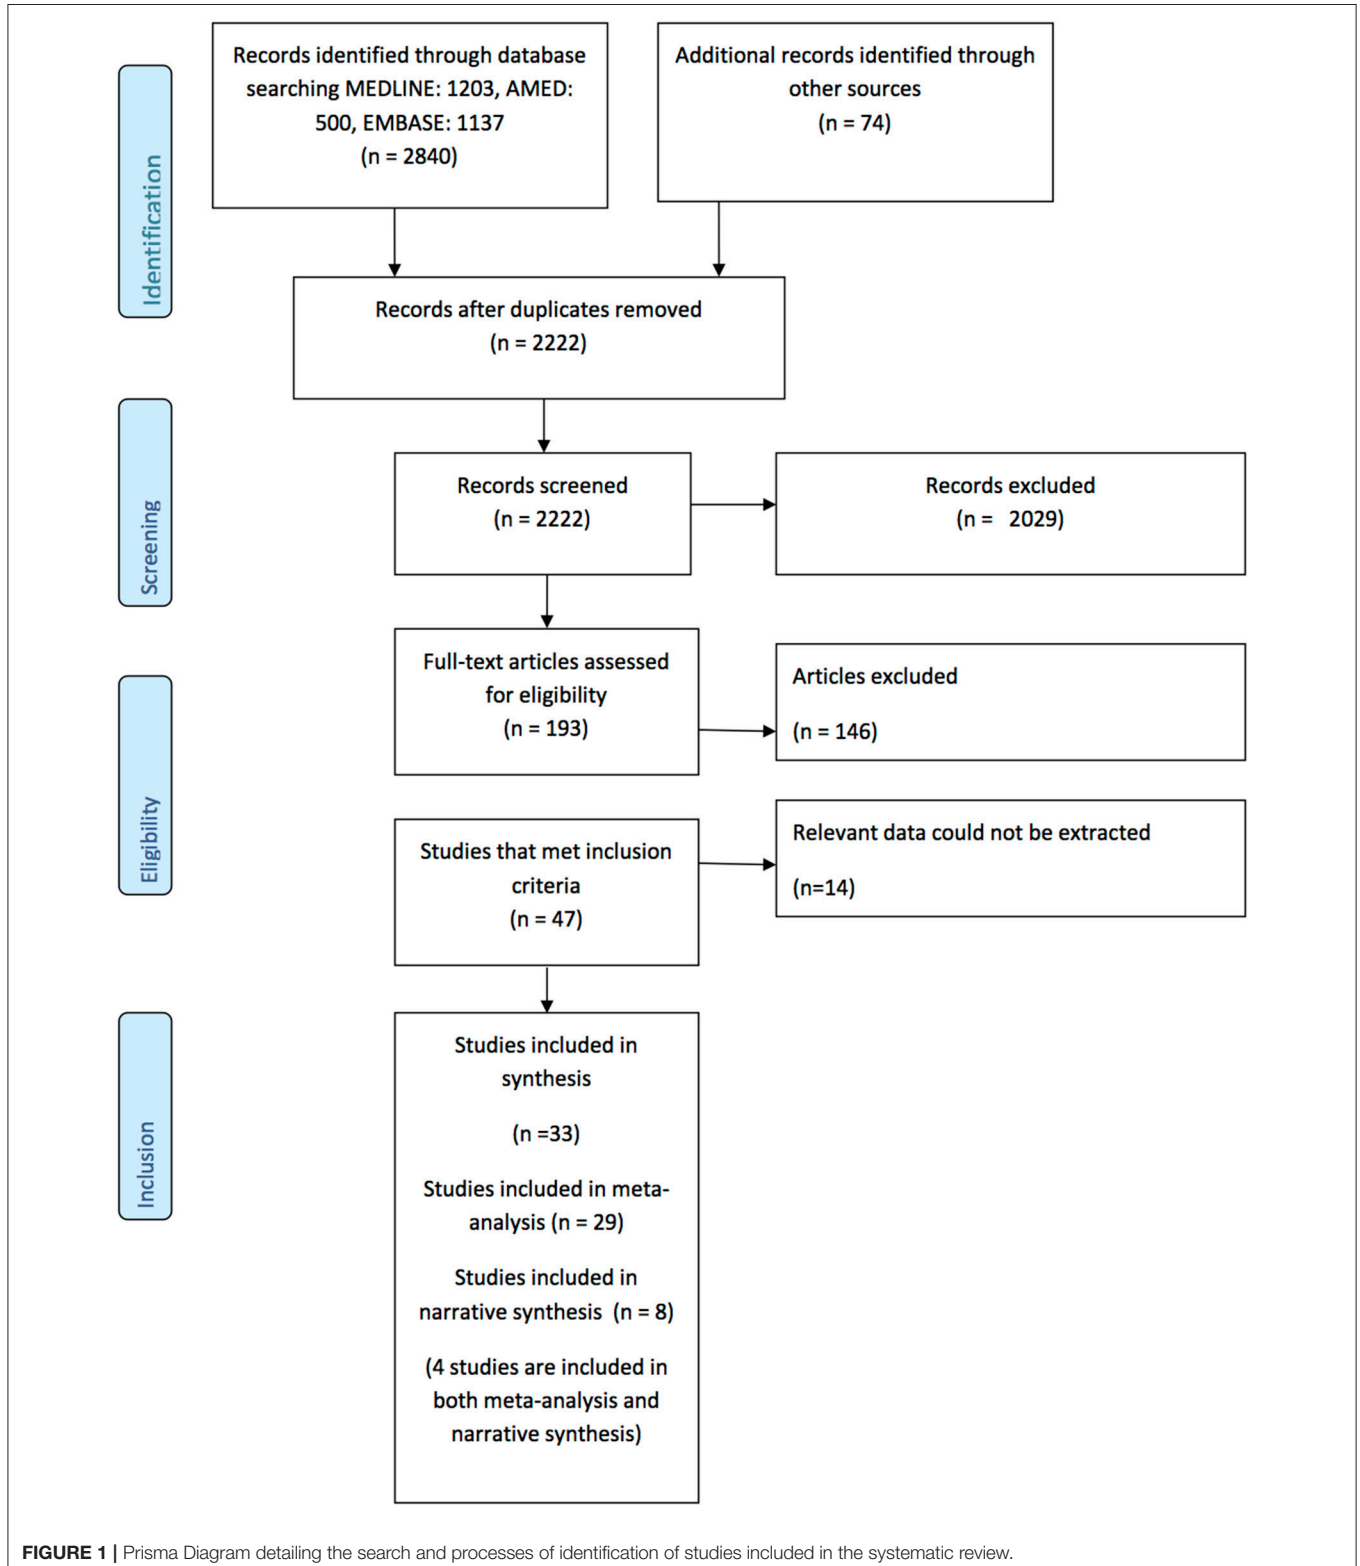 Records identified through database
searching MEDLINE: 1203, AMED:
500, EMBASE: 1137
(n = 2840)
Additional records identified through
other sources
(n = 74)
Identification
Records after duplicates removed
(n = 2222)
Screening
Records screened
(n = 2222)
Records excluded
(n = 2029)
Eligibility
Full-text articles assessed
for eligibility
(n = 193)
Articles excluded
(n = 146)
Studies that met inclusion
criteria
(n = 47)
Relevant data could not be extracted
(n=14)
Inclusion
Studies included in
synthesis
(n =33)
Studies included in meta-
analysis (n = 29)
Studies included in
narrative synthesis (n = 8)
(4 studies are included in
both meta-analysis and
narrative synthesis)
FIGURE 1 | Prisma Diagram detailing the search and processes of identification of studies included in the systematic review.